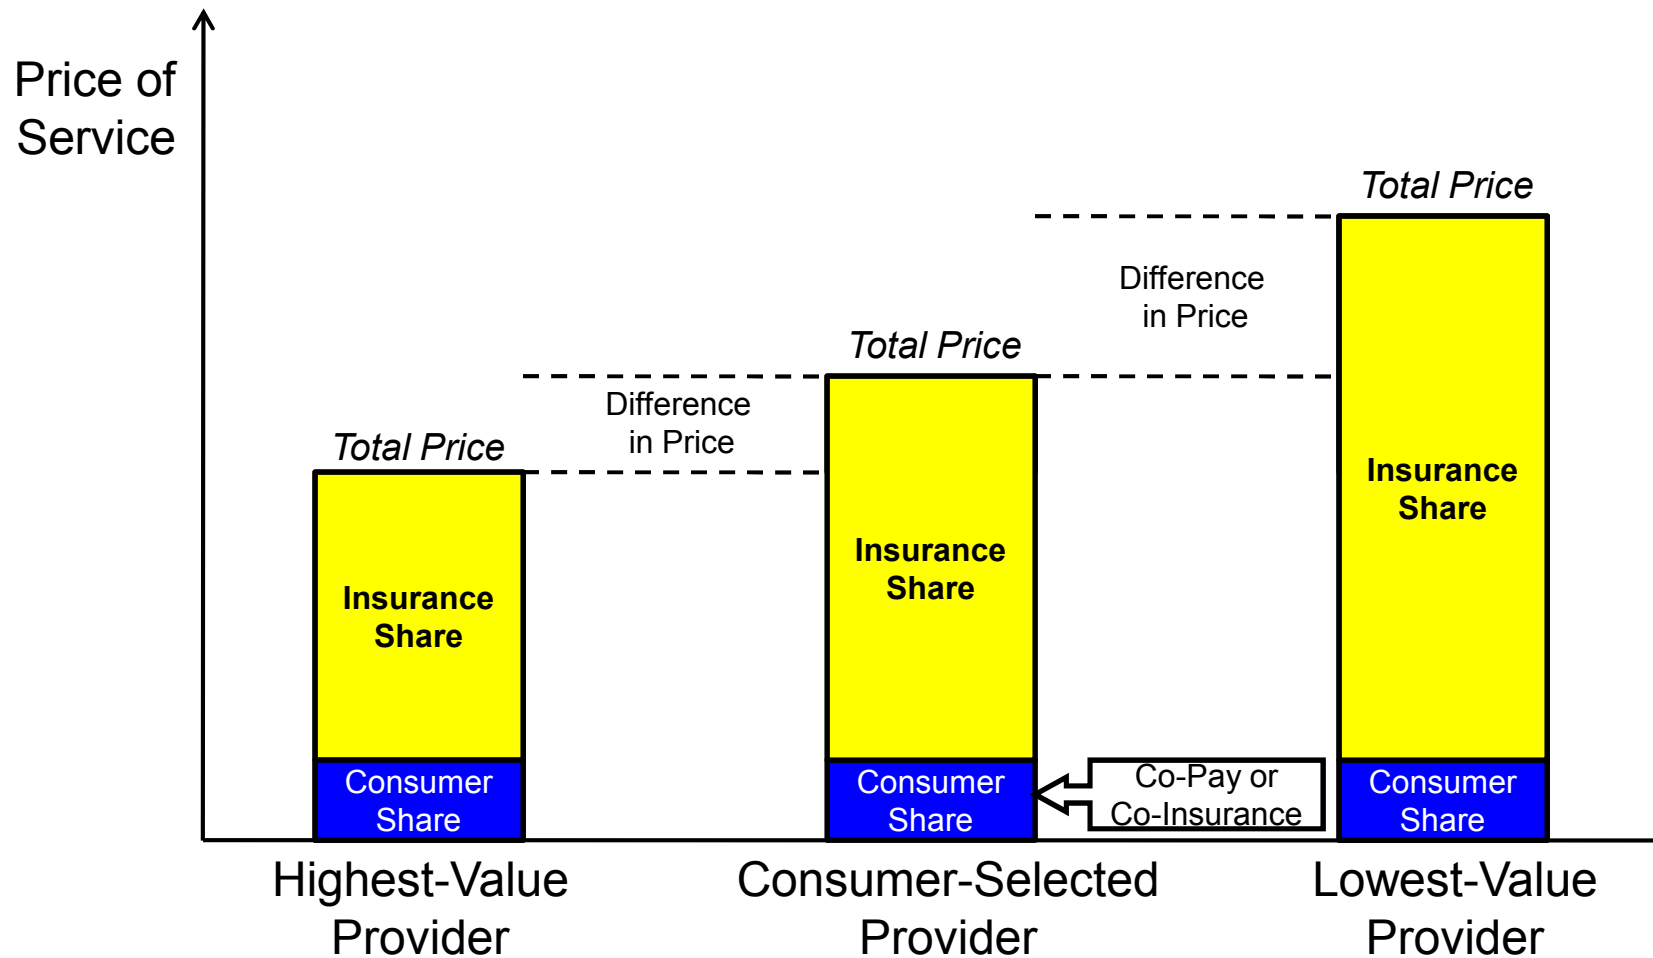 Price of
Service
Total Price
Difference
in Price
Total Price
Difference
in Price
Total Price
Insurance
Share
Insurance
Share
Insurance
Share
Consumer
Share
Consumer
Share
Co-Pay or
Co-Insurance
Consumer
Share
Highest-Value
Provider
Consumer-Selected
Provider
Lowest-Value
Provider